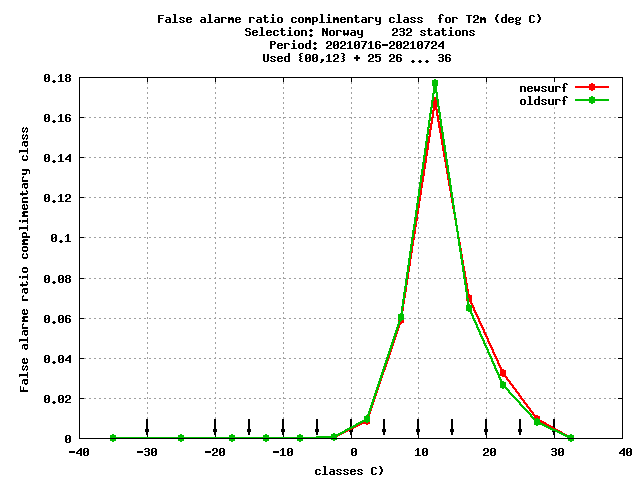 False alarme ratio complimentary class  for T2m (deg C)
Selection: Norway    232 stations
Period: 20210716-20210724
Used {00,12} + 25 26 ... 36
newsurf
oldsurf
False alarme ratio complimentary class
0.18
0.16
0.14
0.12
0.1
0.08
0.06
0.04
0.02
0
-40 -30 -20 -10 0 10 20 30 40
classes C)